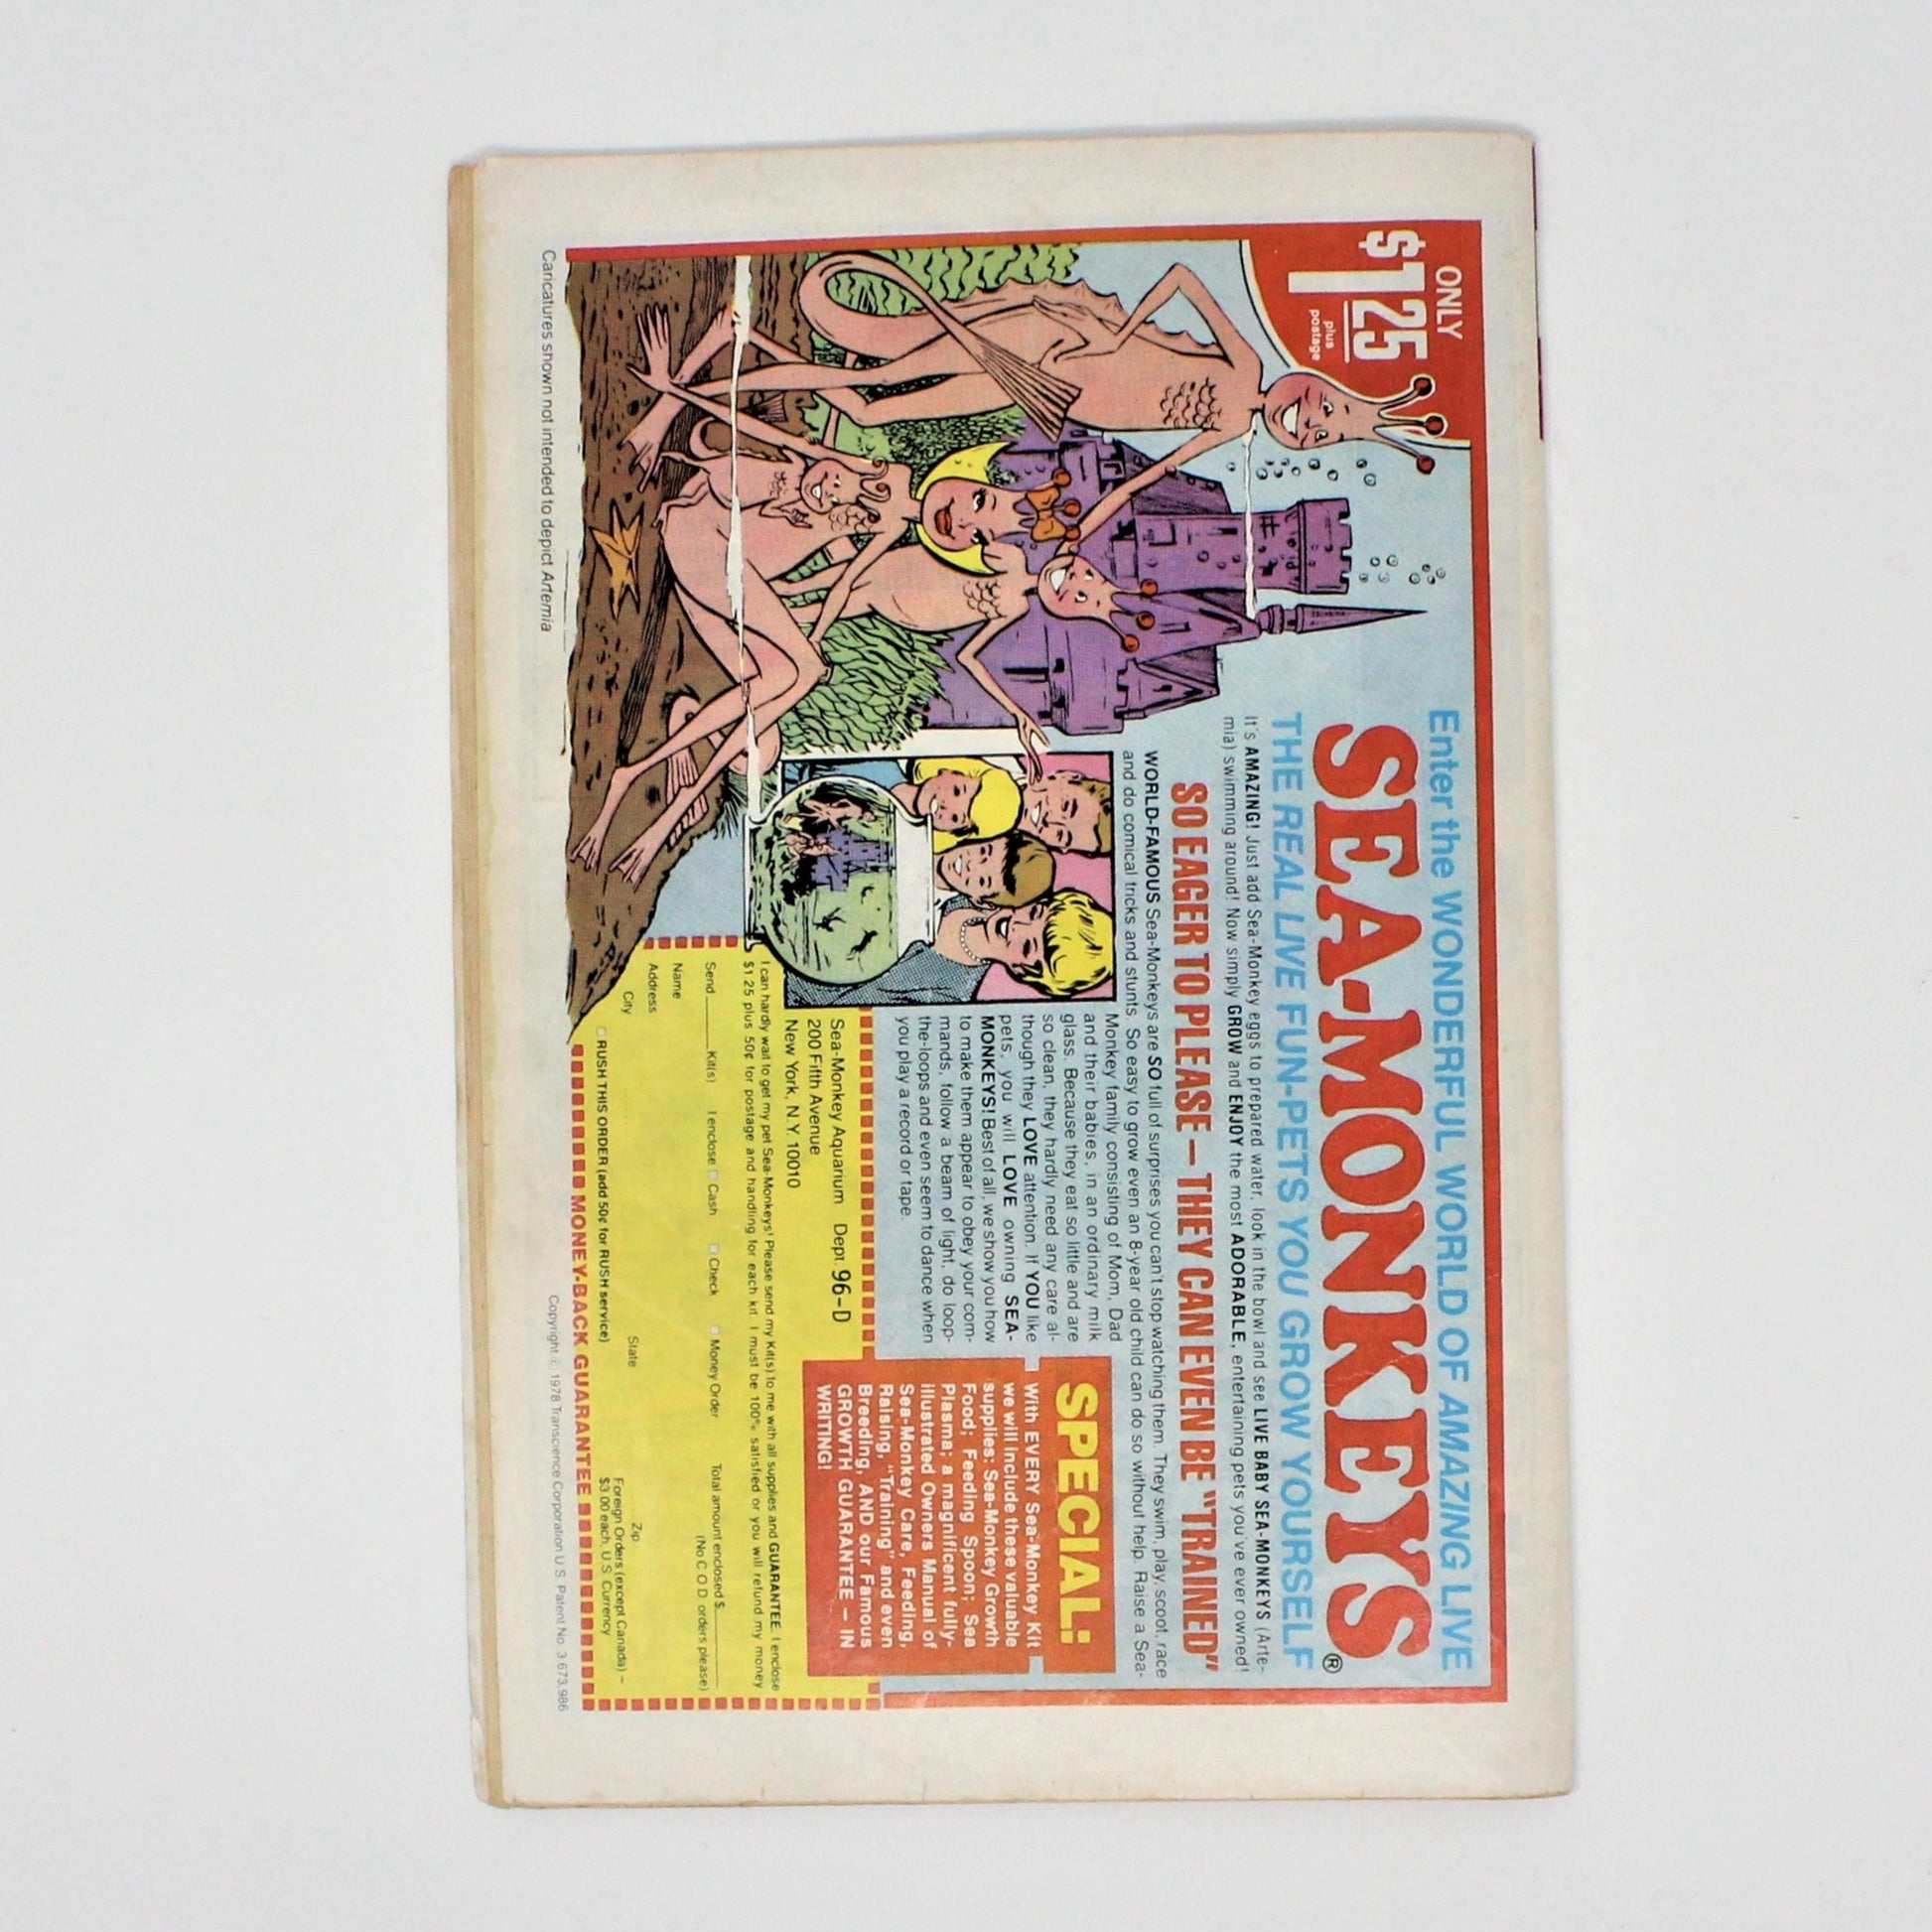 ONLY
$1 25
plus
postage
Enter the WONDERFUL WORLD OF AMAZING LIVE
SEA-MONKEYS®
THE REAL LIVE FUN-PETS YOU GROW YOURSELF
It's AMAZING! Just add Sea-Monkey eggs to prepared water, look in the bowl and see LIVE BABY SEA-MONKEYS (Arte-
mia) swimming around! Now simply GROW and ENJOY the most ADORABLE, entertaining pets you've ever owned!
SO EAGER TO PLEASE – THEY CAN EVEN BE "TRAINED"
WORLD-FAMOUS Sea-Monkeys are SO full of surprises you can't stop watching them. They swim, play, scoot, race
and do comical tricks and stunts. So easy to grow even an 8-year old child can do so without help. Raise a Sea-
Monkey family consisting of Mom, Dad
and their babies, in an ordinary milk
glass. Because they eat so little and are
so clean, they hardly need any care al-
though they LOVE attention. If YOU like
pets, you will LOVE owning SEA-
MONKEYS! Best of all, we show you how
to make them appear to obey your com-
mands, follow a beam of light, do loop-
the-loops and even seem to dance when
you play a record or tape.
SPECIAL:
With EVERY Sea-Monkey Kit
we will include these valuable
supplies: Sea-Monkey Growth
Food; Feeding Spoon; Sea
Plasma; a magnificent fully-
illustrated Owners Manual of
Sea-Monkey Care, Feeding,
Raising, "Training" and even
Breeding, AND our Famous
GROWTH GUARANTEE – IN
WRITING!
Sea-Monkey Aquarium Dept. 96-D
200 Fifth Avenue
New York, N.Y. 10010
I can hardly wait to get my pet Sea-Monkeys! Please send my Kit(s) to me with all supplies and GUARANTEE. I enclose
$1.25 plus 50¢ for postage and handling for each kit. I must be 100% satisfied or you will refund my money
Send Kit(s) I enclose Cash Check Money Order Total amount enclosed $
(No C.O.D. orders please)
Name
Address
City State Zip
RUSH THIS ORDER (add 50¢ for RUSH service)
Foreign Orders (except Canada) –
$3.00 each, U.S. Currency
MONEY-BACK GUARANTEE
Caricatures shown not intended to depict Artemia
Copyright © 1978 Transcience Corporation U.S. Patent No. 3,673,986